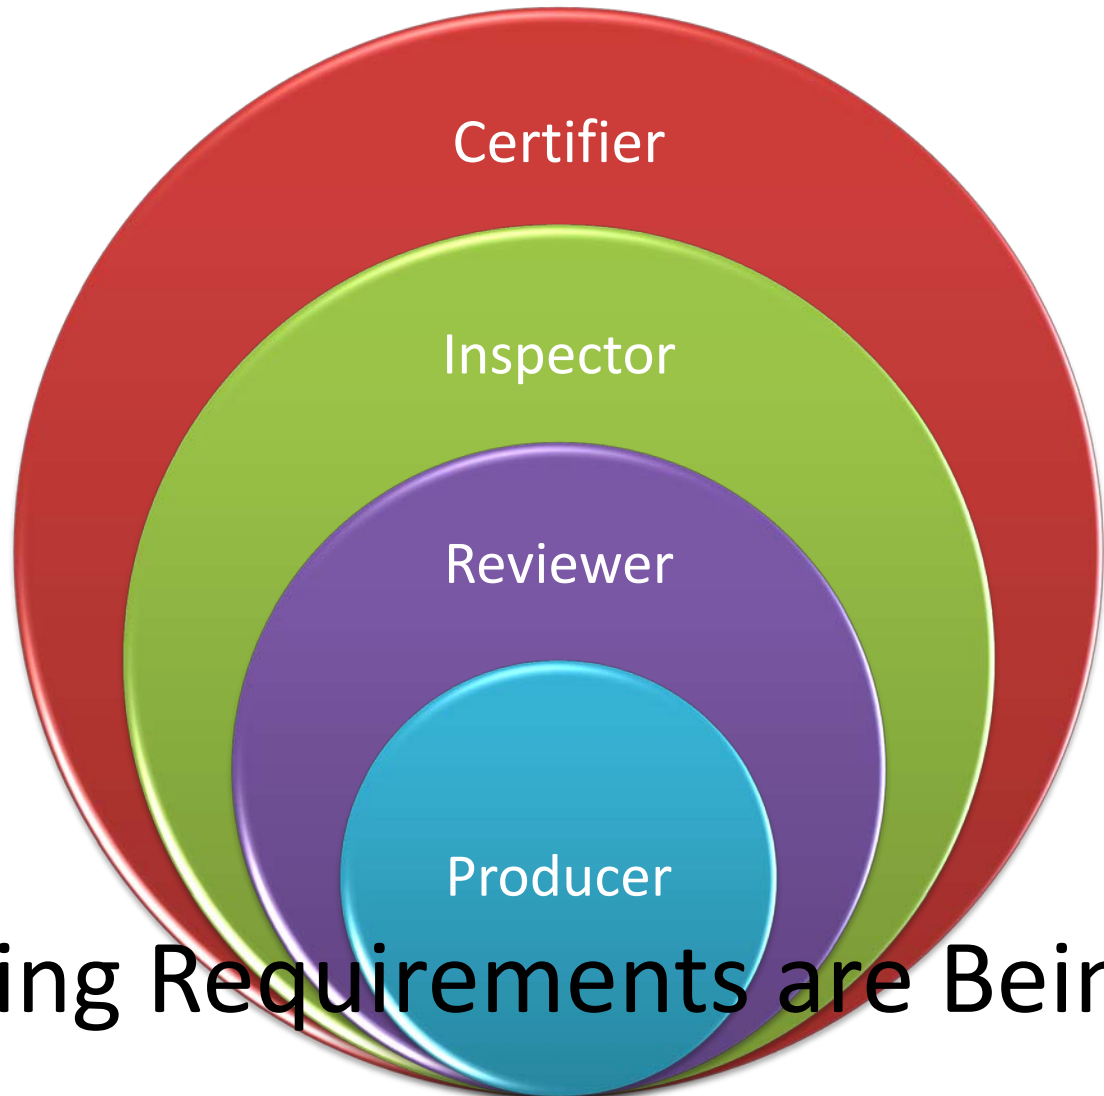 Certifier
Inspector
Reviewer
Producer
ing Requirements are Bein